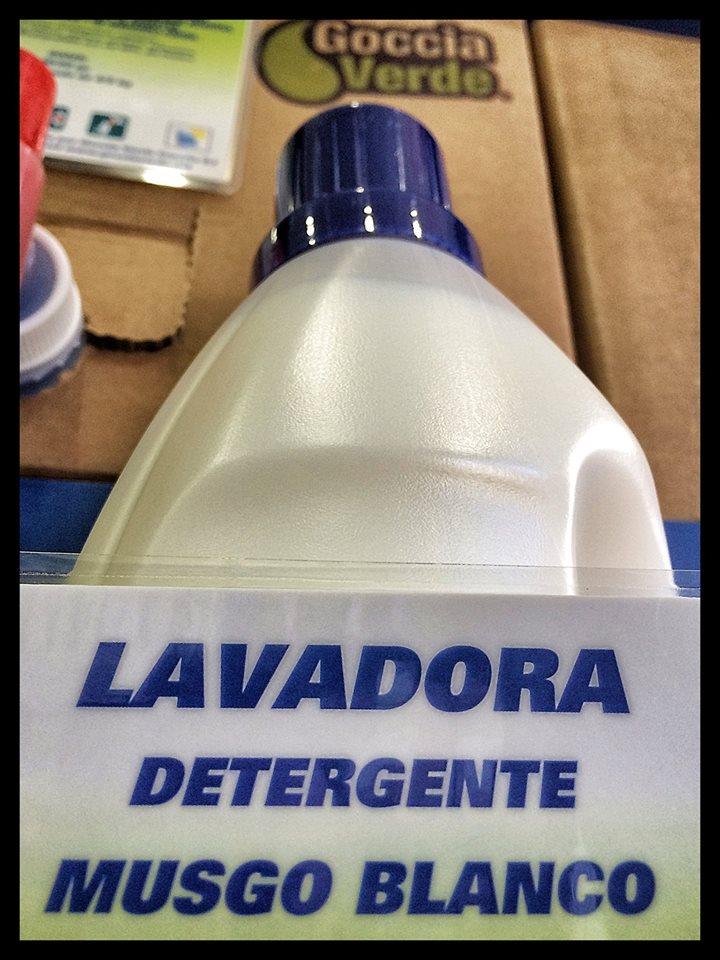 Goccia
Verde
LAVADORA
DETERGENTE
MUSGO BLANCO